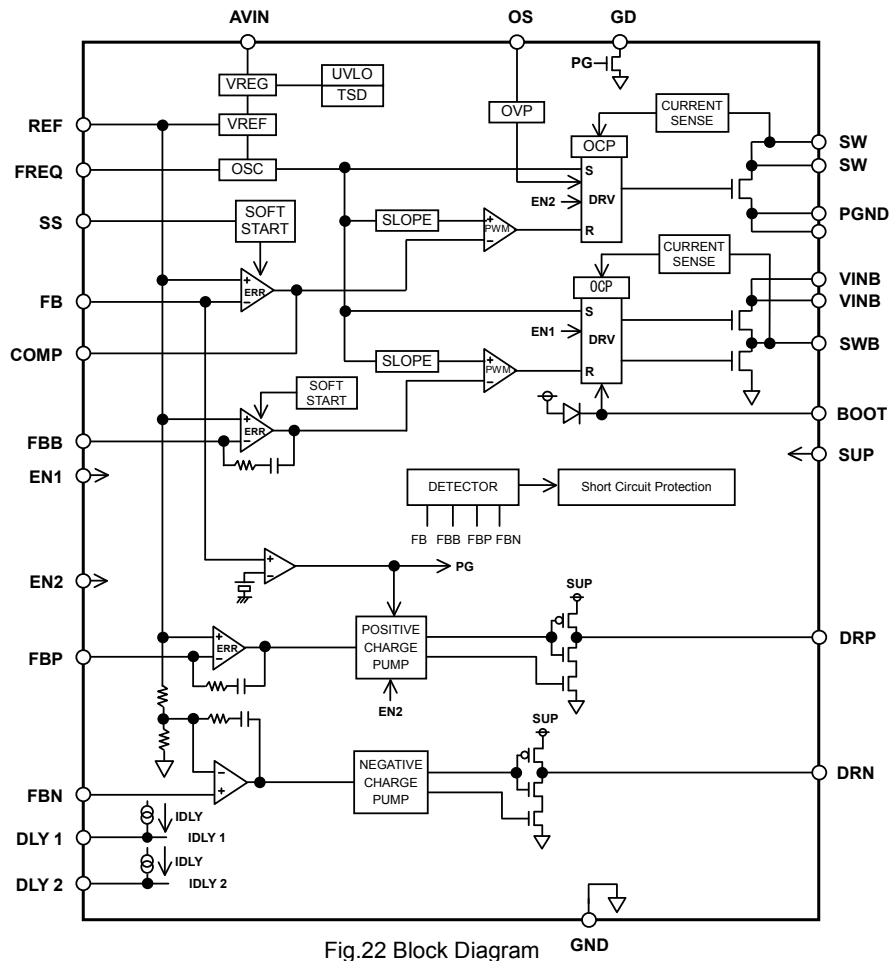 AVIN
OS
GD
PG
UVLO
TSD
VREG
CURRENT
SENSE
OVP
REF
VREF
OCP
SW
FREQ
OSC
S
SW
SS
SOFT
START
EN2
DRV
SLOPE
+
PWM
−
R
PGND
CURRENT
SENSE
VINB
+
ERR
−
OCP
FB
VINB
S
COMP
EN1
DRV
SWB
SLOPE
+
PWM
−
R
SOFT
START
BOOT
+
ERR
−
FBB
SUP
EN1
DETECTOR
Short Circuit Protection
FB FBB FBP FBN
+
−
PG
EN2
SUP
POSITIVE
CHARGE
PUMP
+
ERR
−
DRP
FBP
EN2
SUP
NEGATIVE
CHARGE
PUMP
−
+
DRN
FBN
IDLY
DLY 1
IDLY 1
IDLY
DLY 2
IDLY 2
GND
Fig.22 Block Diagram